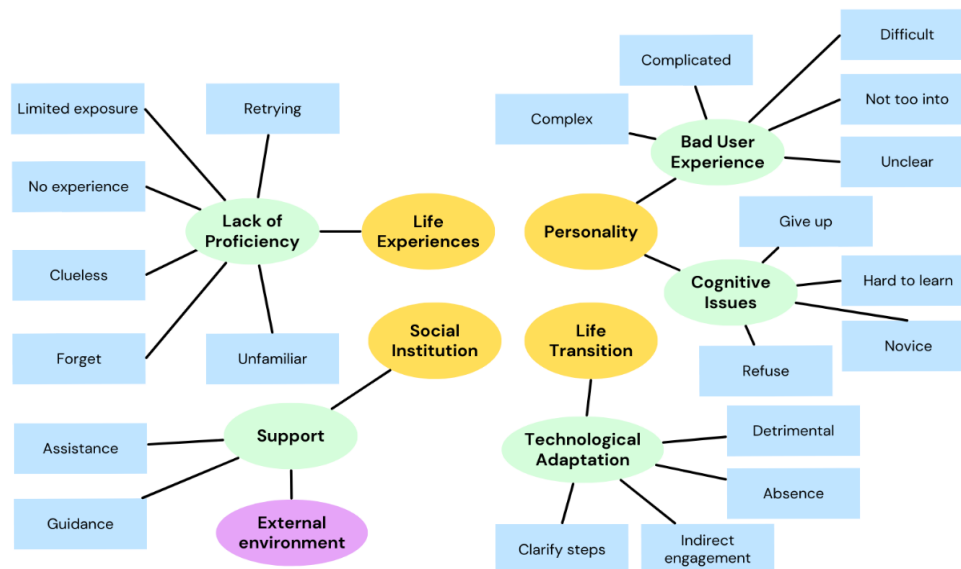 Difficult
Complicated
Limited exposure
Retrying
Not too into
Complex
Bad User
Experience
Unclear
No experience
Lack of
Proficiency
Life
Experiences
Personality
Give up
Clueless
Cognitive
Issues
Hard to learn
Social
Institution
Life
Transition
Forget
Unfamiliar
Refuse
Novice
Assistance
Support
Technological
Adaptation
Detrimental
Absence
Guidance
External
environment
Clarify steps
Indirect
engagement